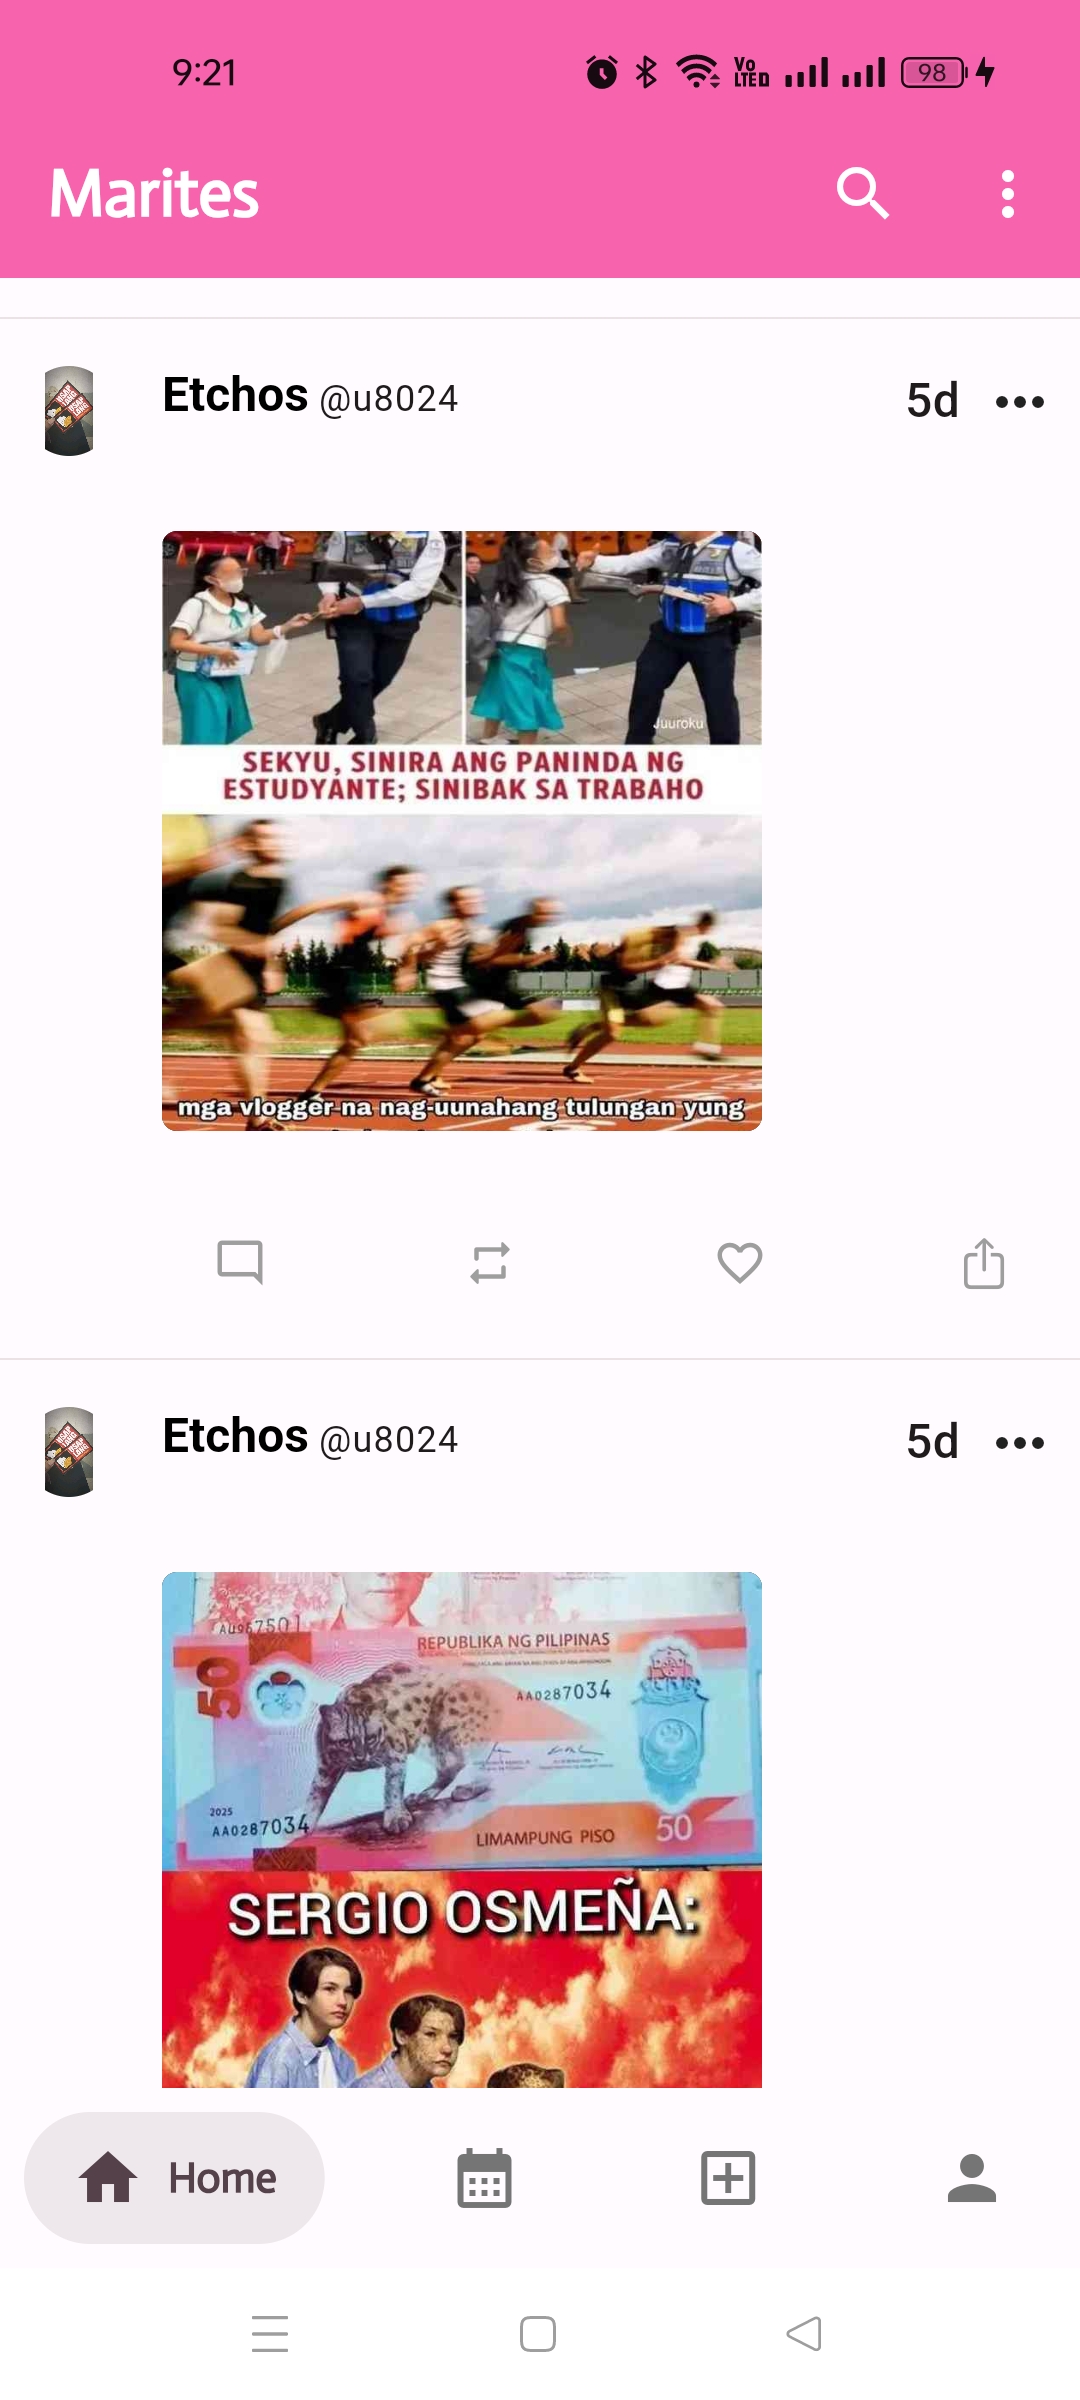 9:21
Vo LTED
98
Marites
Etchos @u8024
5d
Juuroku
SEKYU, SINIRA ANG PANINDA NG
ESTUDYANTE; SINIBAK SA TRABAHO
mga vlogger na nag-uunahang tulungan yung
Etchos @u8024
5d
REPUBLIKA NG PILIPINAS
50
AA0287034
2025
AA0287034
LIMAMPUNG PISO
50
SERGIO OSMEÑA:
Home